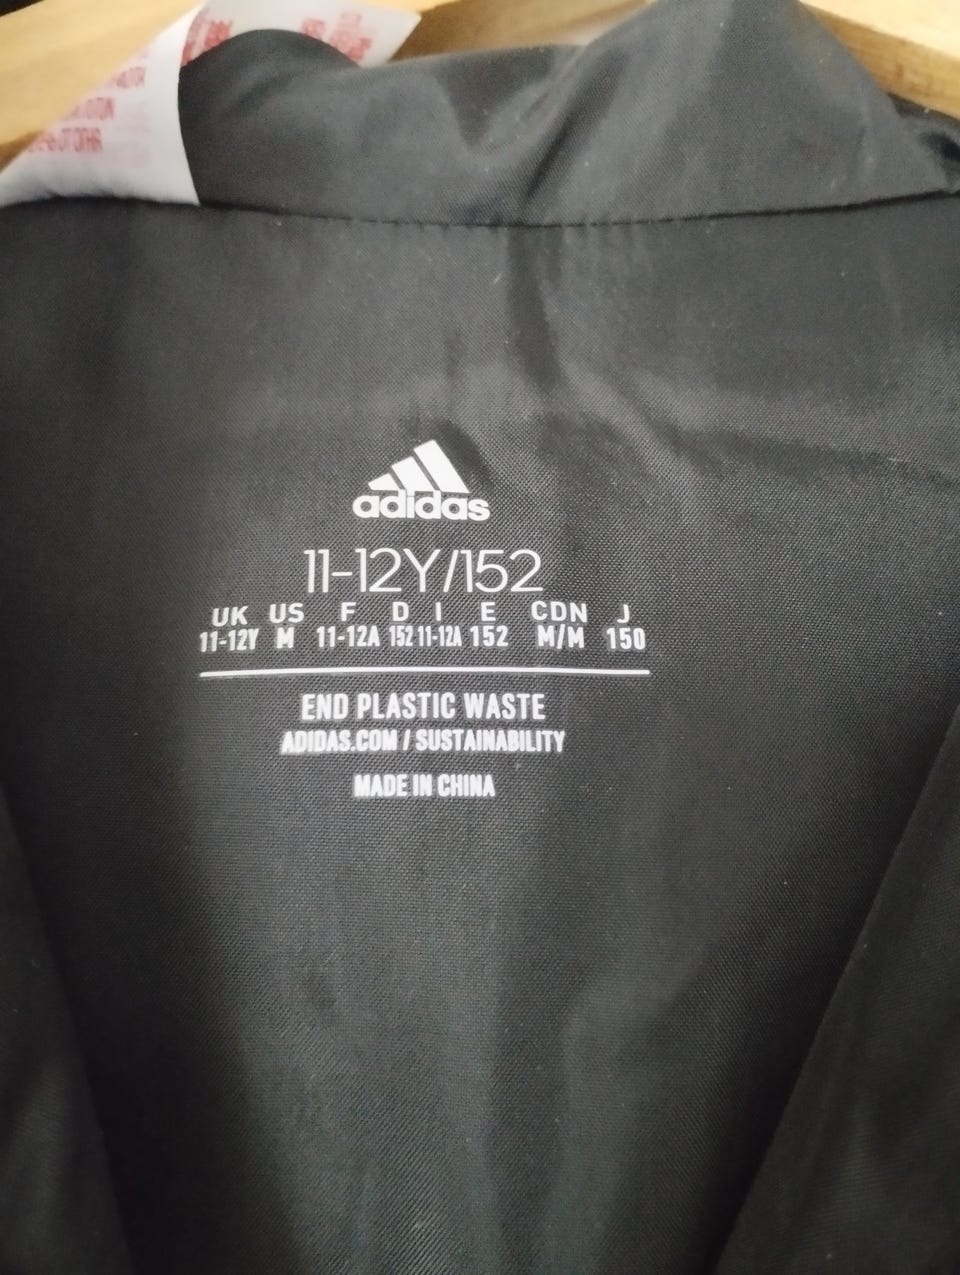 adidas
11-12Y/152
UK US F D I E CDN J
11-12Y M 11-12A 152 11-12A 152 M/M 150
END PLASTIC WASTE
ADIDAS.COM / SUSTAINABILITY
MADE IN CHINA